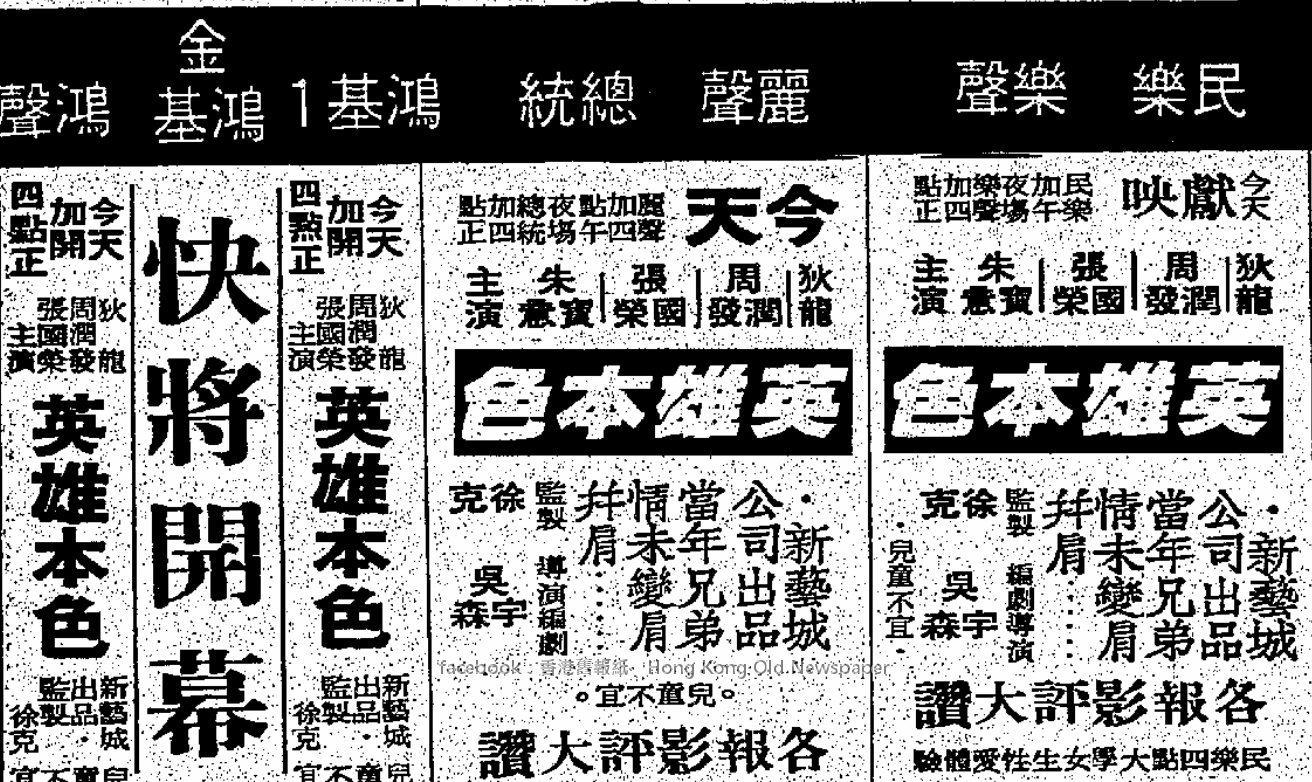 民樂
樂聲
麗聲
總統
鴻基1
金鴻基
鴻聲
今天獻映
民樂加午夜場樂聲加四點正
狄龍
周潤發
張國榮
朱寶意
主演
英雄本色
・新藝城
公司出品
當年兄弟
情未變肩
幷肩……
監製 徐克
編劇導演 吳宇森
・兒童不宜・
各報影評大讚
民樂四點大學女生性愛體驗
今天
麗聲加四點午夜場總統加四點正
狄龍
周潤發
張國榮
朱寶意
主演
英雄本色
・新藝城
公司出品
當年兄弟
情未變肩
幷肩……
監製 徐克
導演編劇 吳宇森
。兒童不宜。
各報影評大讚
今天
加開
四點正
狄龍
周潤發
張國榮
主演
英雄本色
新藝城
出品・
監製
徐克
兒童不宜
快將開幕
今天
加開
四點正
狄龍
周潤發
張國榮
主演
英雄本色
新藝城
出品・
監製
徐克
兒童不宜
facebook : 香港舊報紙 Hong Kong Old Newspaper